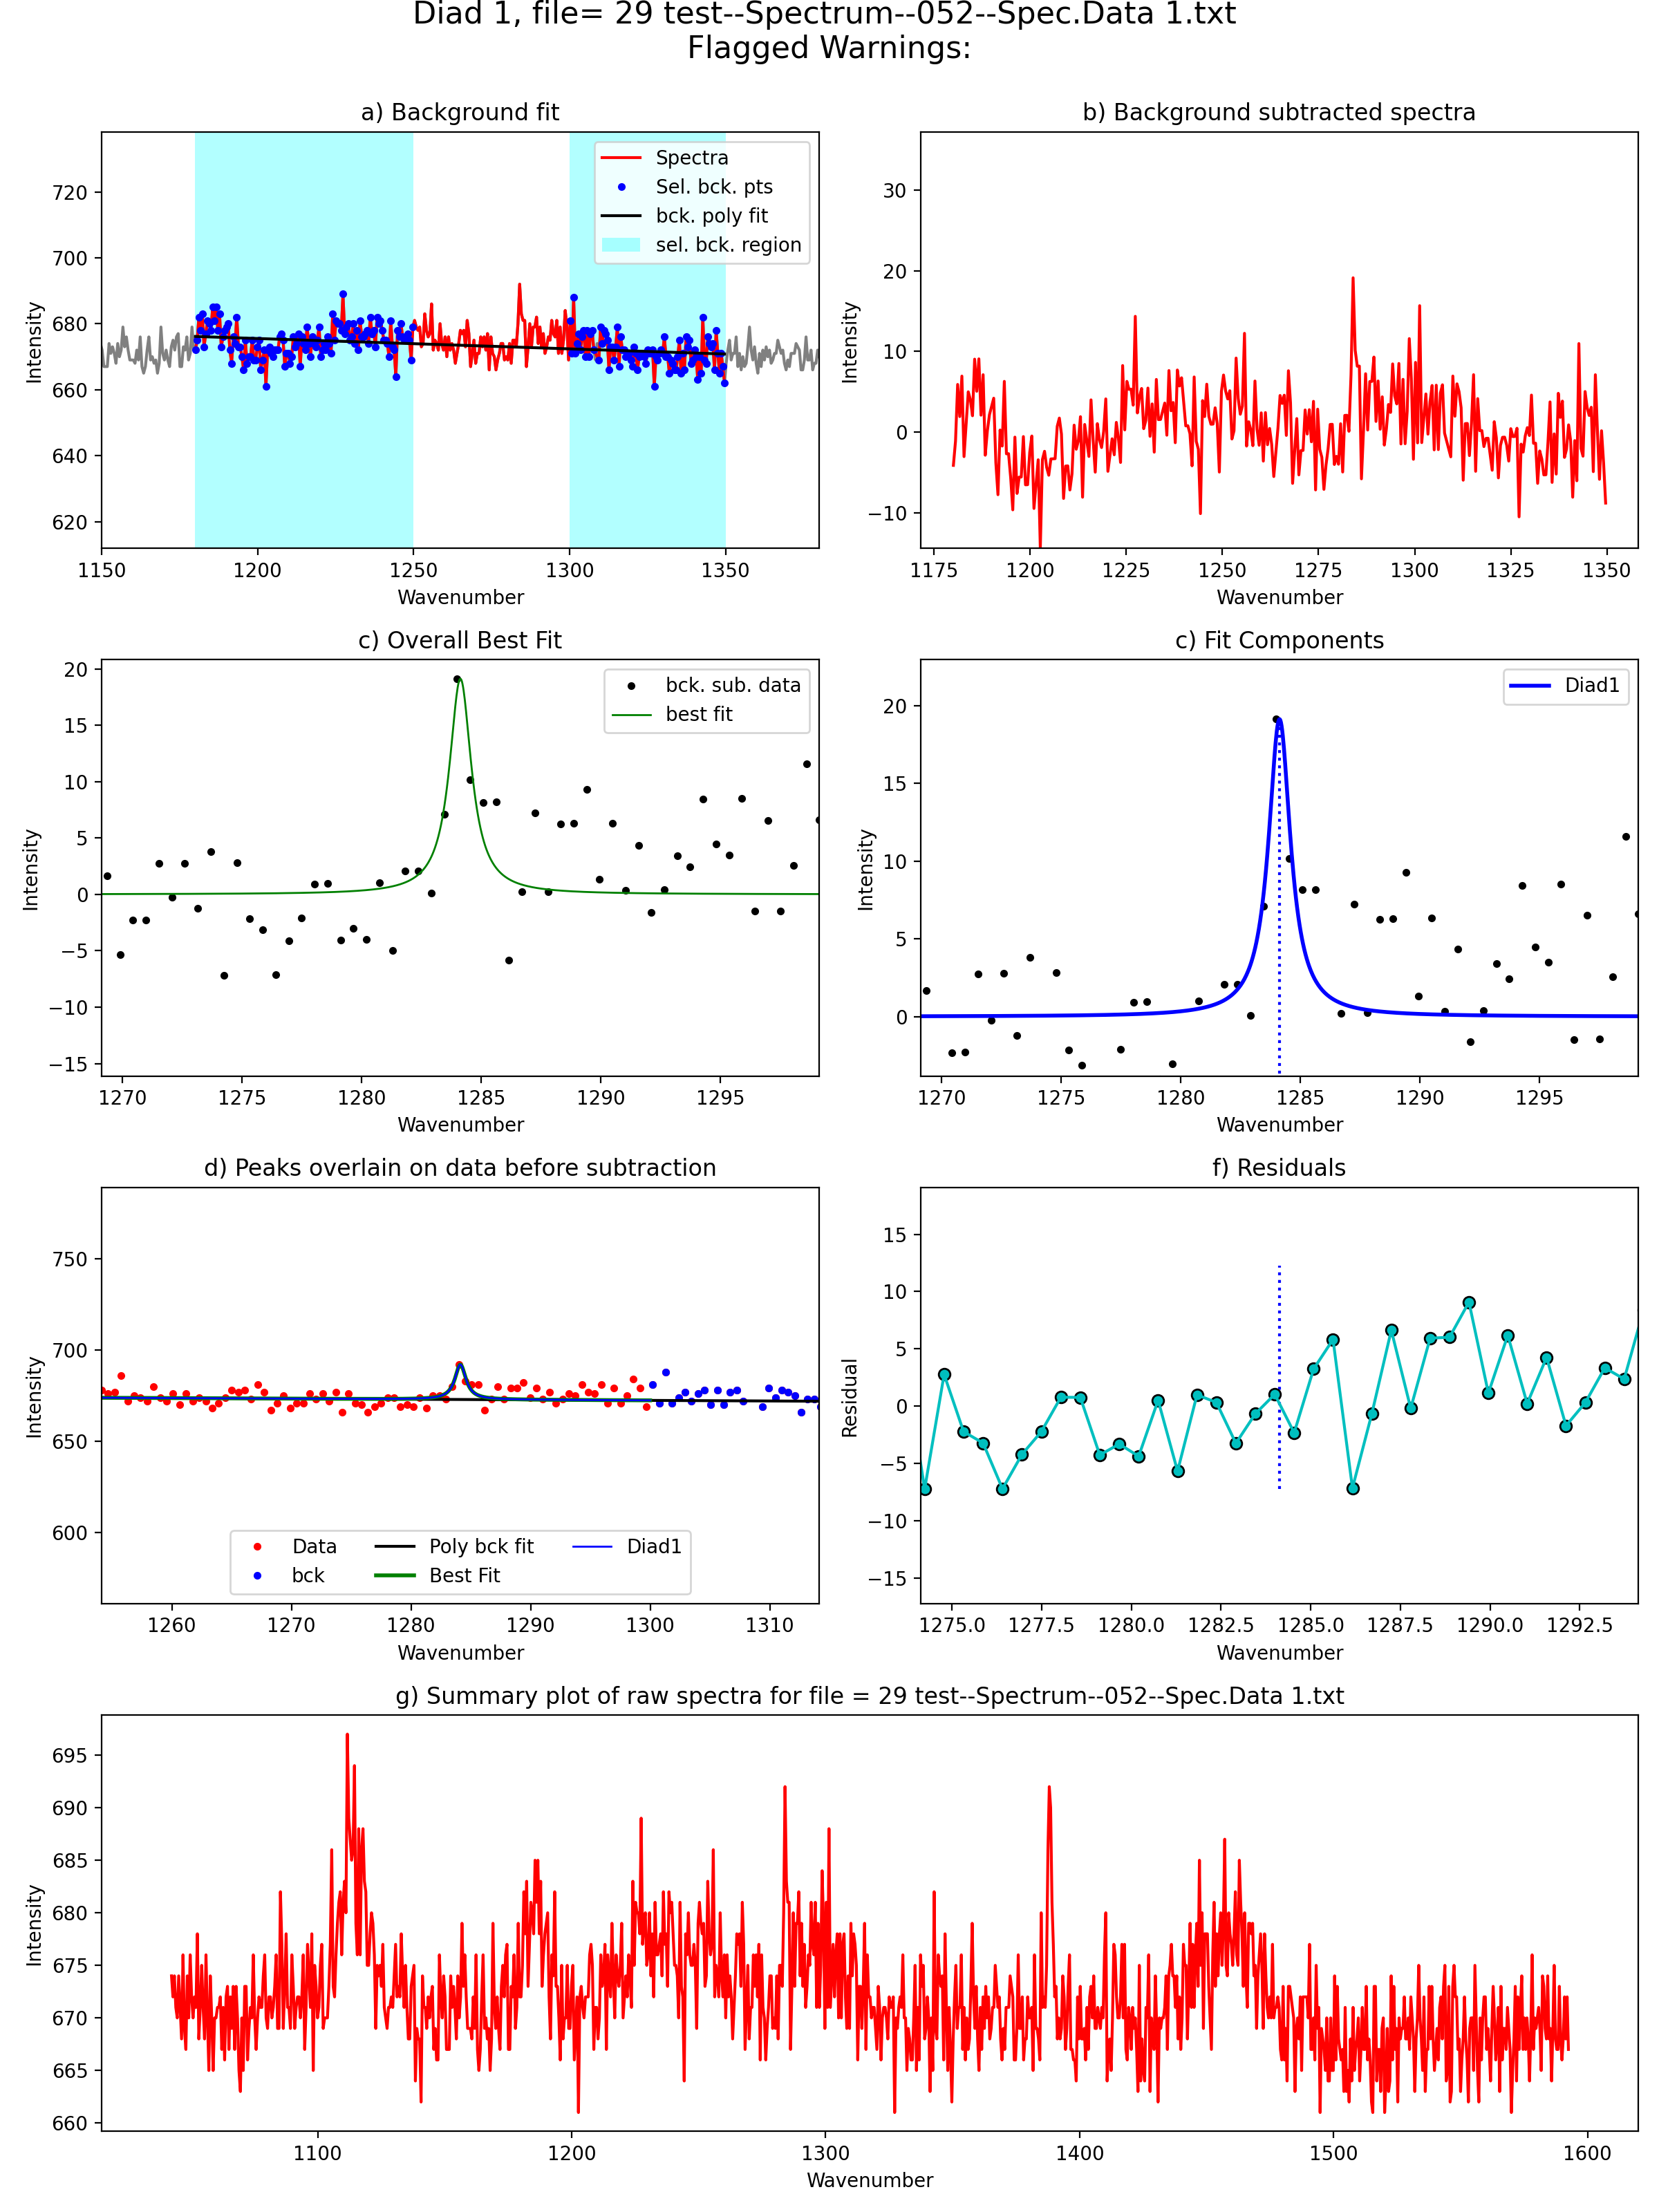 Diad 1, file= 29 test--Spectrum--052--Spec.Data 1.txt
Flagged Warnings:
a) Background fit
Intensity
720
700
680
660
640
620
Spectra
Sel. bck. pts
bck. poly fit
sel. bck. region
1150 1200 1250 1300 1350
Wavenumber
b) Background subtracted spectra
Intensity
30
20
10
0
−10
1175 1200 1225 1250 1275 1300 1325 1350
Wavenumber
c) Overall Best Fit
Intensity
20
15
10
5
0
−5
−10
−15
bck. sub. data
best fit
1270 1275 1280 1285 1290 1295
Wavenumber
c) Fit Components
Intensity
20
15
10
5
0
Diad1
1270 1275 1280 1285 1290 1295
Wavenumber
d) Peaks overlain on data before subtraction
Intensity
750
700
650
600
Data
bck
Poly bck fit
Best Fit
Diad1
1260 1270 1280 1290 1300 1310
Wavenumber
f) Residuals
Residual
15
10
5
0
−5
−10
−15
1275.0 1277.5 1280.0 1282.5 1285.0 1287.5 1290.0 1292.5
Wavenumber
g) Summary plot of raw spectra for file = 29 test--Spectrum--052--Spec.Data 1.txt
Intensity
695
690
685
680
675
670
665
660
1100 1200 1300 1400 1500 1600
Wavenumber